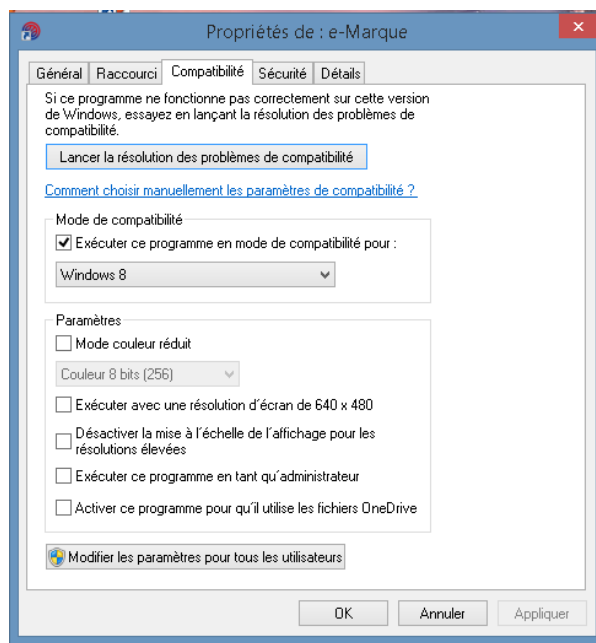 Propriétés de : e-Marque
Général
Raccourci
Compatibilité
Sécurité
Détails
Si ce programme ne fonctionne pas correctement sur cette version
de Windows, essayez en lançant la résolution des problèmes de
compatibilité.
Lancer la résolution des problèmes de compatibilité
Comment choisir manuellement les paramètres de compatibilité ?
Mode de compatibilité
Exécuter ce programme en mode de compatibilité pour :
Windows 8
Paramètres
Mode couleur réduit
Couleur 8 bits (256)
Exécuter avec une résolution d'écran de 640 x 480
Désactiver la mise à l'échelle de l'affichage pour les
résolutions élevées
Exécuter ce programme en tant qu'administrateur
Activer ce programme pour qu'il utilise les fichiers OneDrive
Modifier les paramètres pour tous les utilisateurs
OK
Annuler
Appliquer